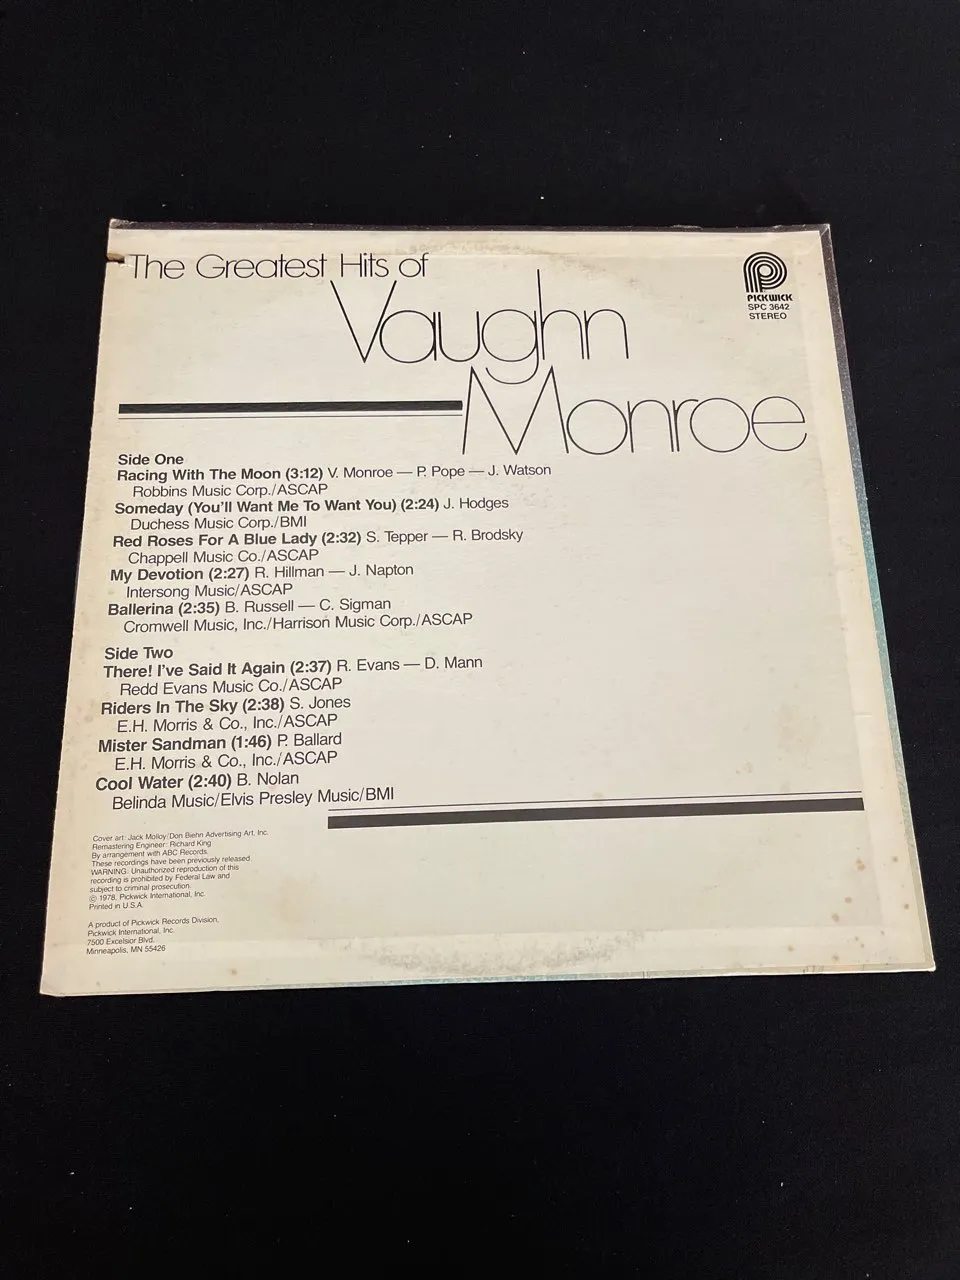 The Greatest Hits of
Vaughn
Monroe
PICKWICK
SPC 3642
STEREO
Side One
Racing With The Moon (3:12) V. Monroe — P. Pope — J. Watson
Robbins Music Corp./ASCAP
Someday (You'll Want Me To Want You) (2:24) J. Hodges
Duchess Music Corp./BMI
Red Roses For A Blue Lady (2:32) S. Tepper — R. Brodsky
Chappell Music Co./ASCAP
My Devotion (2:27) R. Hillman — J. Napton
Intersong Music/ASCAP
Ballerina (2:35) B. Russell — C. Sigman
Cromwell Music, Inc./Harrison Music Corp./ASCAP
Side Two
There! I've Said It Again (2:37) R. Evans — D. Mann
Redd Evans Music Co./ASCAP
Riders In The Sky (2:38) S. Jones
E.H. Morris & Co., Inc./ASCAP
Mister Sandman (1:46) P. Ballard
E.H. Morris & Co., Inc./ASCAP
Cool Water (2:40) B. Nolan
Belinda Music/Elvis Presley Music/BMI
Cover art: Jack Molloy/Don Biehn Advertising Art, Inc.
Remastering Engineer: Richard King
By arrangement with ABC Records.
These recordings have been previously released.
WARNING: Unauthorized reproduction of this
recording is prohibited by Federal Law and
subject to criminal prosecution.
© 1978, Pickwick International, Inc.
Printed in U.S.A.
A product of Pickwick Records Division,
Pickwick International, Inc.
7500 Excelsior Blvd.
Minneapolis, MN 55426